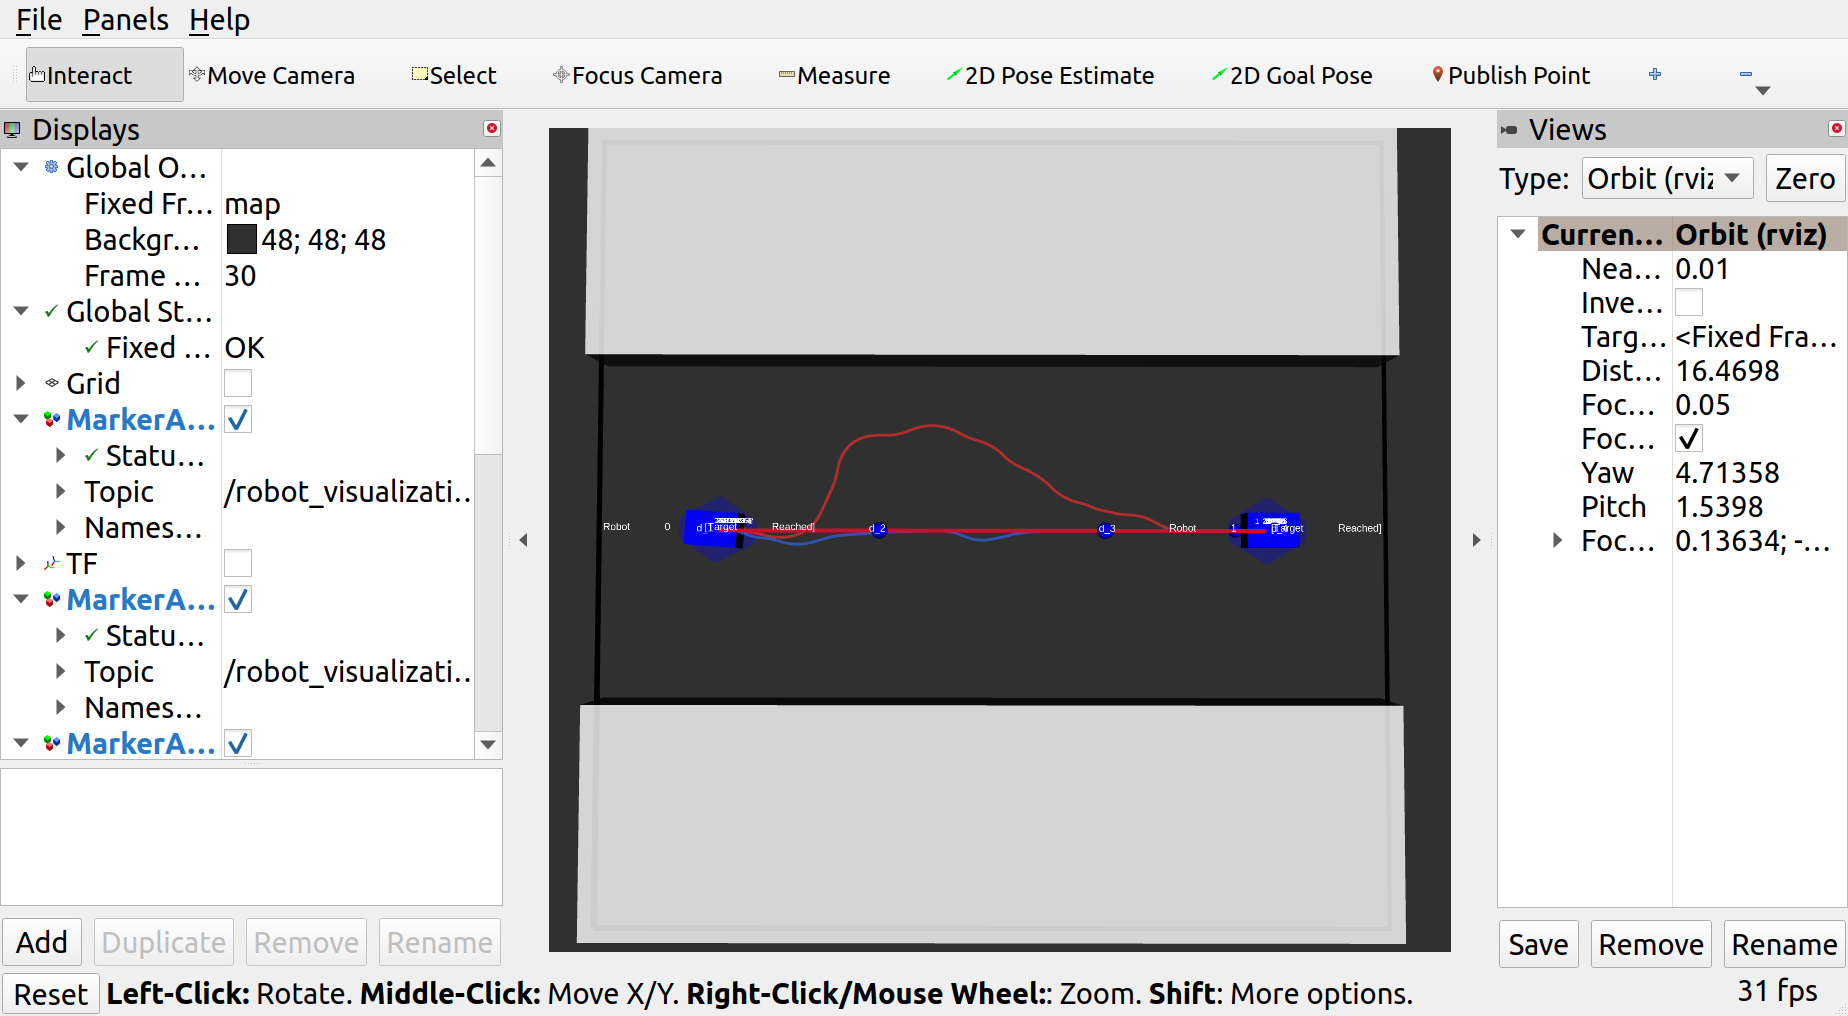 File Panels Help
Interact Move Camera Select Focus Camera Measure 2D Pose Estimate 2D Goal Pose Publish Point
Displays
Global O...
Fixed Fr... map
Backgr... 48; 48; 48
Frame ... 30
Global St...
Fixed ... OK
Grid
MarkerA...
Statu...
Topic /robot_visualizati...
Names...
TF
MarkerA...
Statu...
Topic /robot_visualizati...
Names...
MarkerA...
Add Duplicate Remove Rename
Robot 0 d_[Target Reached] d_2 d_3 Robot 1 Target Reached]
Views
Type: Orbit (rviz Zero
Curren... Orbit (rviz)
Nea... 0.01
Inve...
Targ... <Fixed Fra...
Dist... 16.4698
Foc... 0.05
Foc...
Yaw 4.71358
Pitch 1.5398
Foc... 0.13634; -...
Save Remove Rename
Reset Left-Click: Rotate. Middle-Click: Move X/Y. Right-Click/Mouse Wheel:: Zoom. Shift: More options. 31 fps